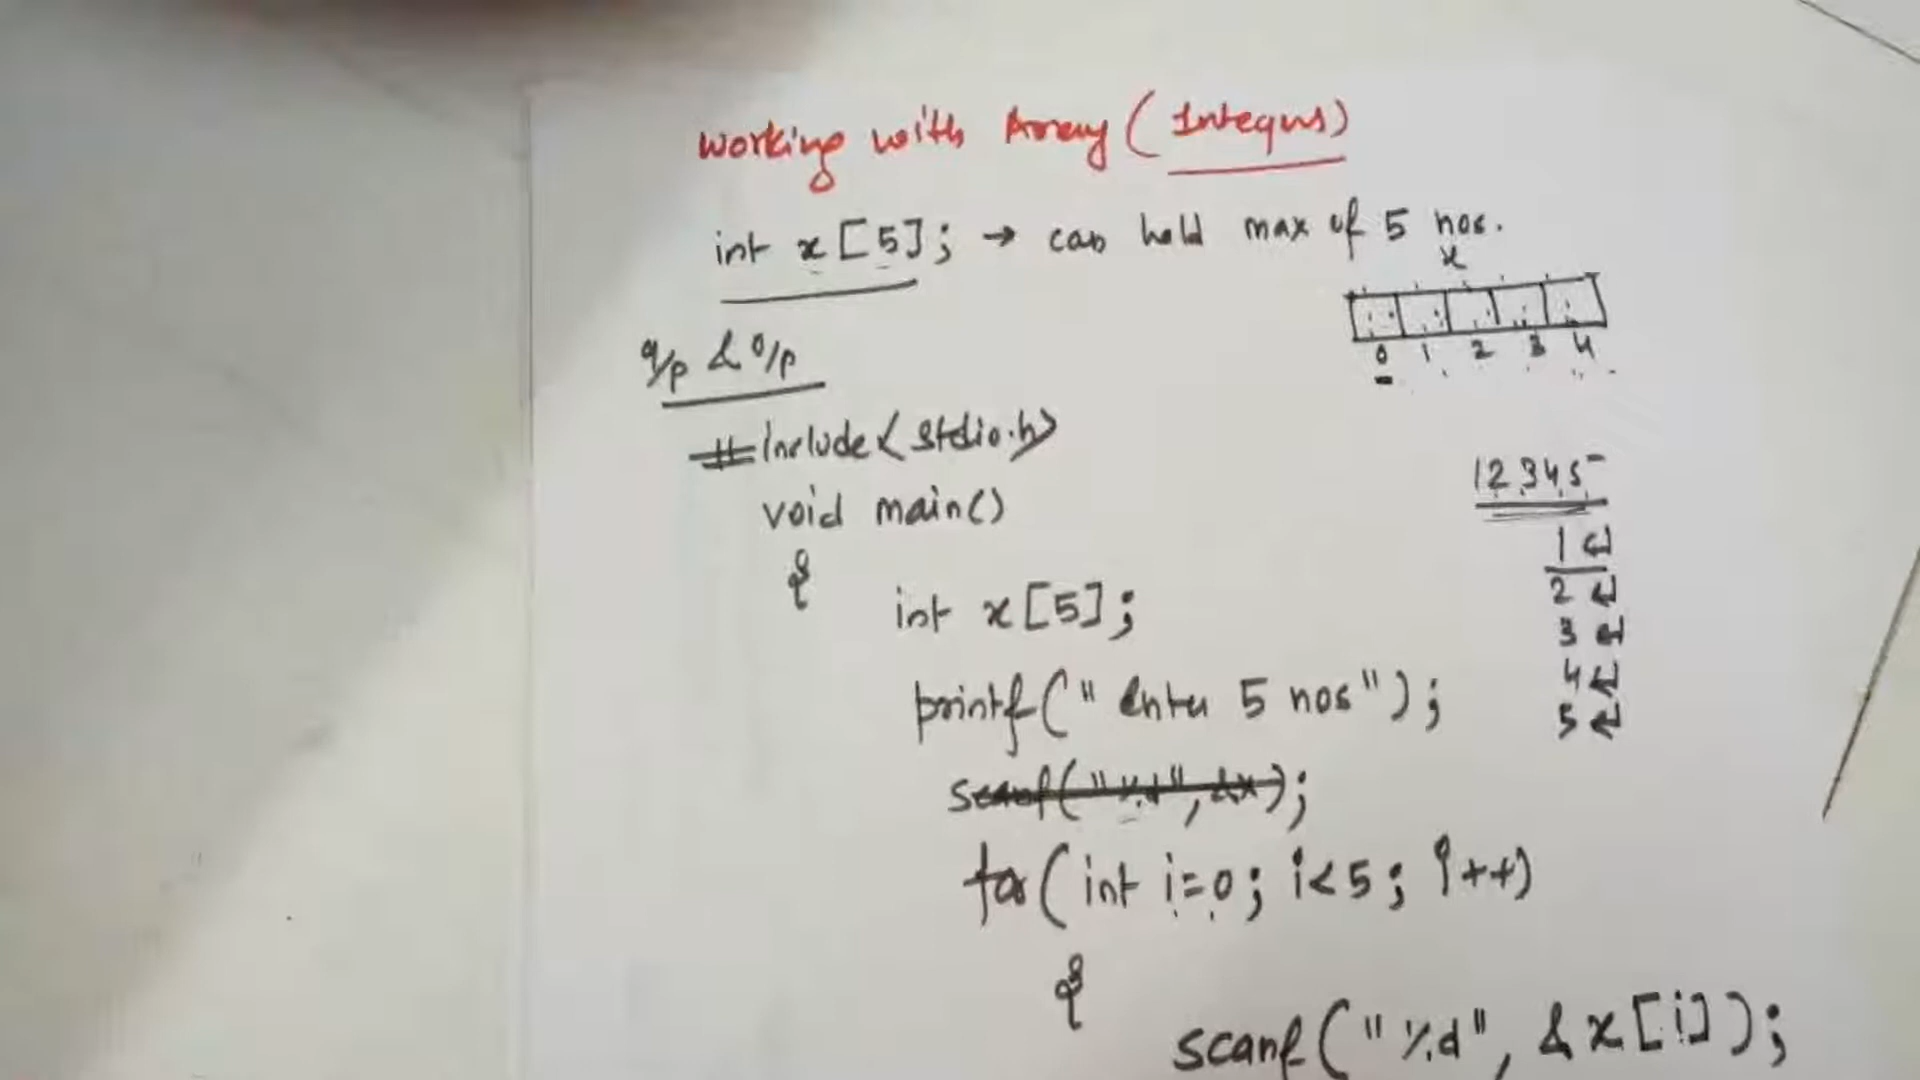 Working with Array (Integers)
int x[5]; → can hold max of 5 nos.
x
0 1 2 3 4
i/p & o/p
#include<stdio.h>
void main()
{
int x[5];
printf("Enter 5 nos");
scanf("%d", &x);
for(int i=0; i<5; i++)
{
scanf("%d", &x[i]);
12345
1 ↵
2 ↵
3 ↵
4 ↵
5 ↵